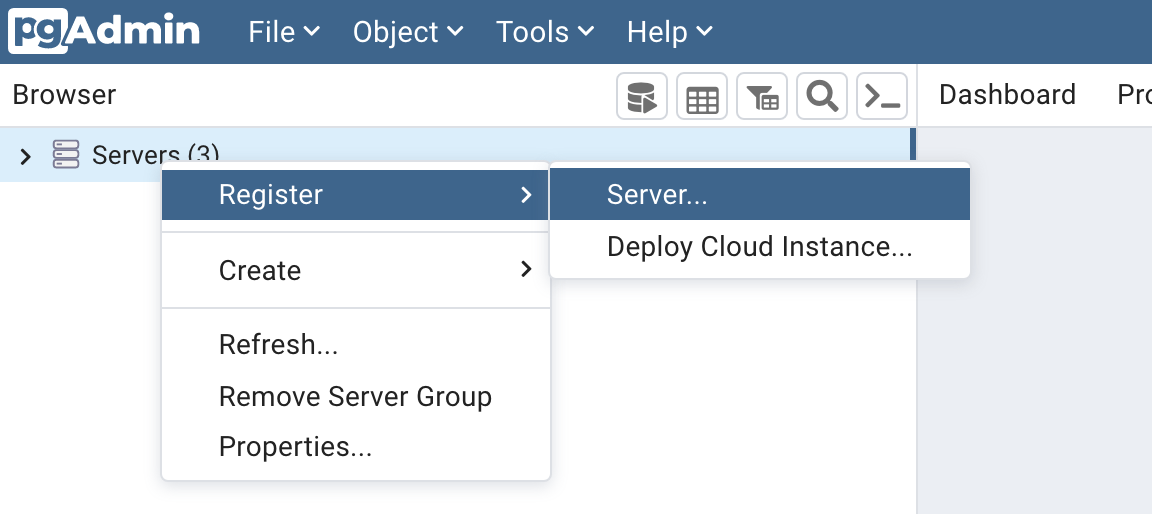 pgAdmin File Object Tools Help
Browser Dashboard Pro
Servers (3)
Register Server...
Deploy Cloud Instance...
Create
Refresh...
Remove Server Group
Properties...